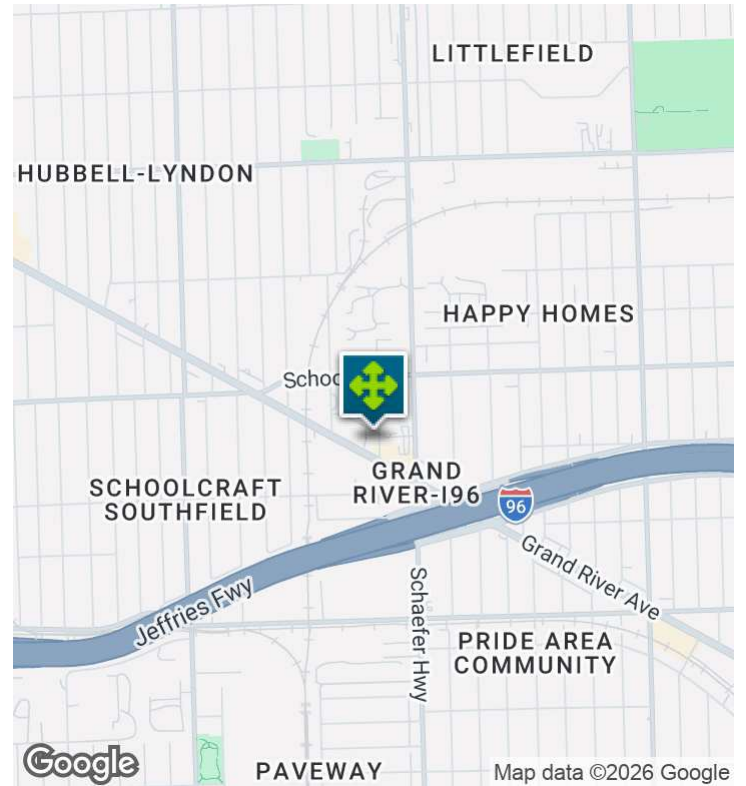 LITTLEFIELD
HUBBELL-LYNDON
HAPPY HOMES
GRAND
RIVER-I96
SCHOOLCRAFT
SOUTHFIELD
96
Grand River Ave
Jeffries Fwy
Schaefer Hwy
PRIDE AREA
COMMUNITY
PAVEWAY
Google
Map data ©2026 Google